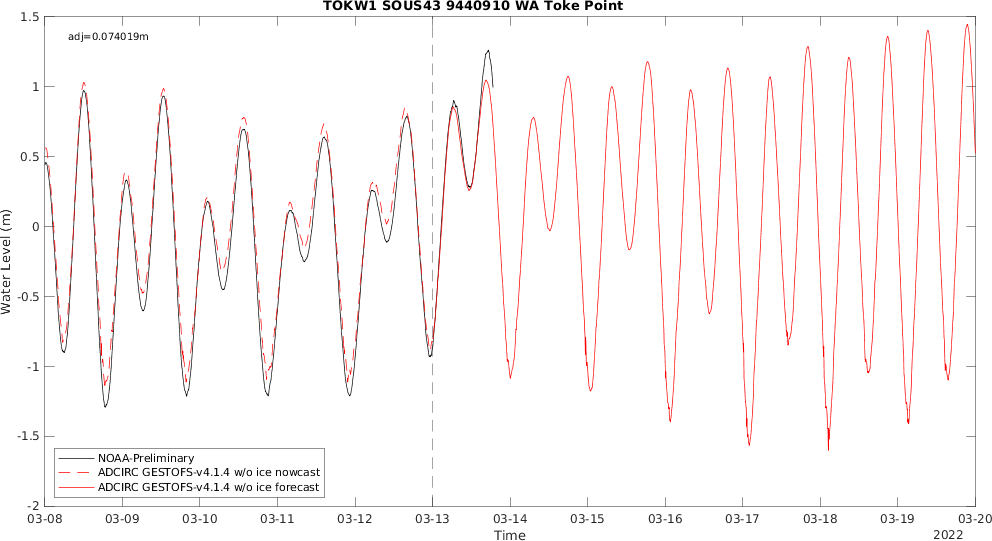 TOKW1 SOUS43 9440910 WA Toke Point
adj=0.074019m
1.5
1
0.5
0
-0.5
-1
-1.5
-2
Water Level (m)
NOAA-Preliminary
ADCIRC GESTOFS-v4.1.4 w/o ice nowcast
ADCIRC GESTOFS-v4.1.4 w/o ice forecast
03-08 03-09 03-10 03-11 03-12 03-13 03-14 03-15 03-16 03-17 03-18 03-19 03-20
Time
2022